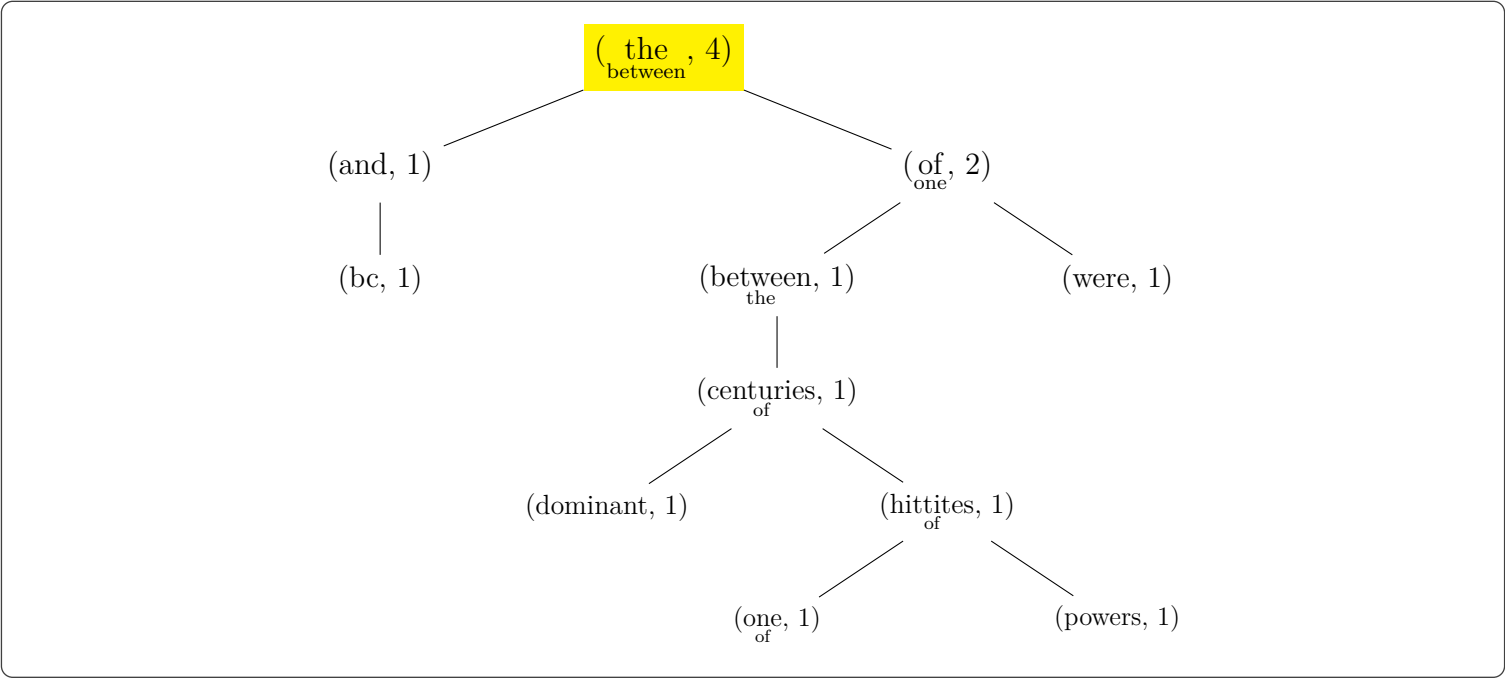 (the, 4)
between
(and, 1)
(of, 2)
one
(bc, 1)
(between, 1)
the
(were, 1)
(centuries, 1)
of
(dominant, 1)
(hittites, 1)
of
(one, 1)
of
(powers, 1)